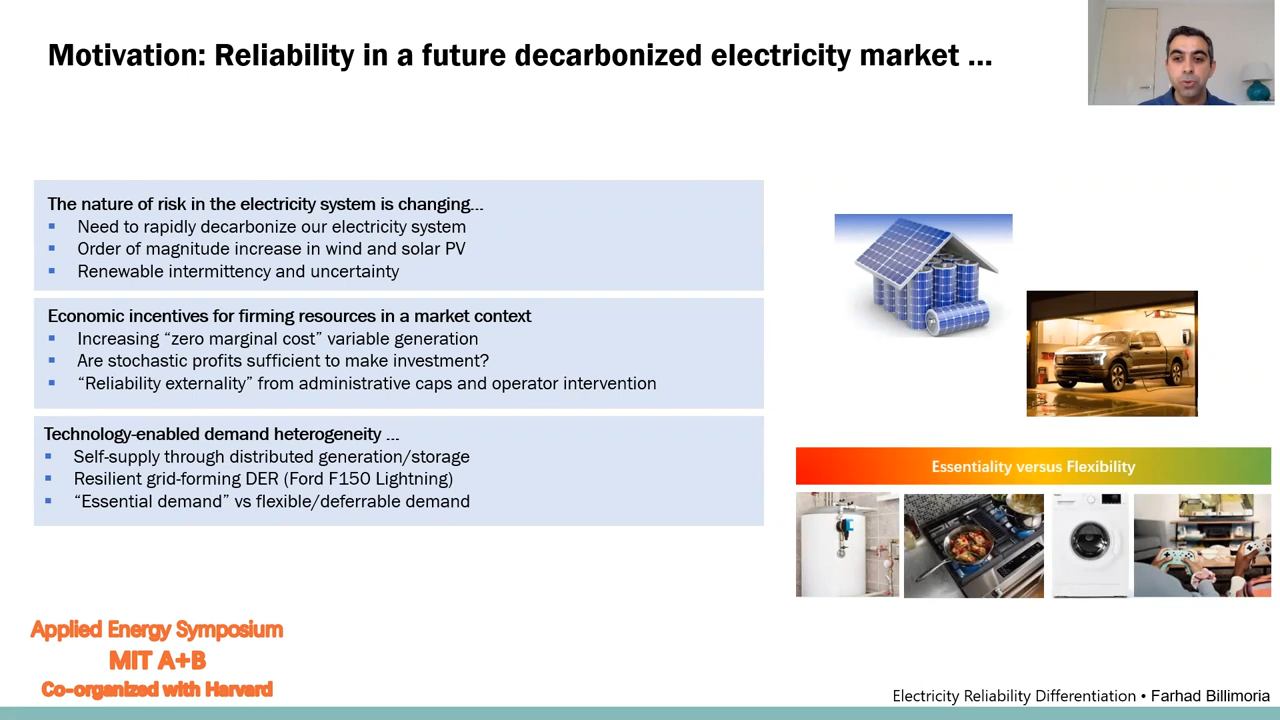 Motivation: Reliability in a future decarbonized electricity market ...
The nature of risk in the electricity system is changing...
▪ Need to rapidly decarbonize our electricity system
▪ Order of magnitude increase in wind and solar PV
▪ Renewable intermittency and uncertainty
Economic incentives for firming resources in a market context
▪ Increasing “zero marginal cost” variable generation
▪ Are stochastic profits sufficient to make investment?
▪ “Reliability externality” from administrative caps and operator intervention
Technology-enabled demand heterogeneity ...
▪ Self-supply through distributed generation/storage
▪ Resilient grid-forming DER (Ford F150 Lightning)
▪ “Essential demand” vs flexible/deferrable demand
Essentiality versus Flexibility
Applied Energy Symposium
MIT A+B
Co-organized with Harvard
Electricity Reliability Differentiation • Farhad Billimoria